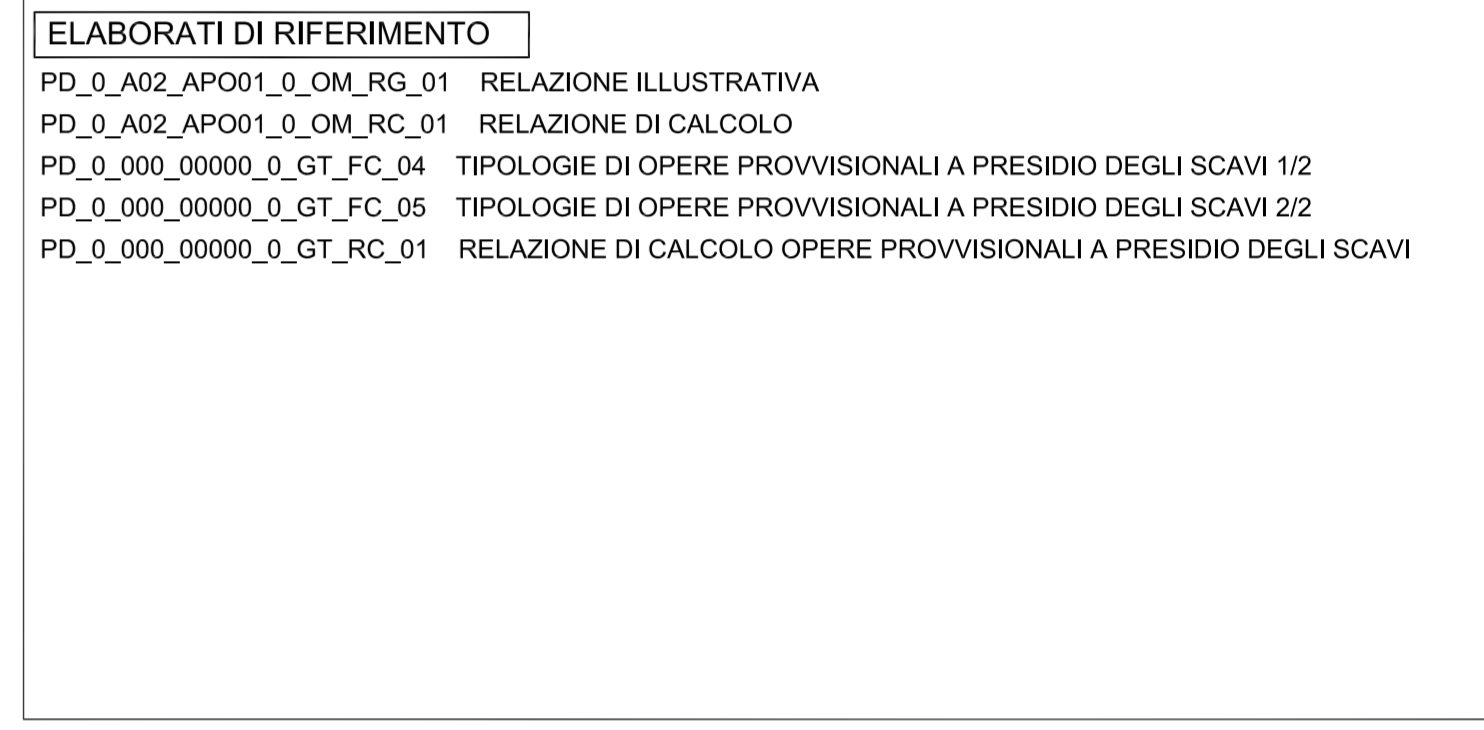 ELABORATI DI RIFERIMENTO
PD_0_A02_APO01_0_OM_RG_01 RELAZIONE ILLUSTRATIVA
PD_0_A02_APO01_0_OM_RC_01 RELAZIONE DI CALCOLO
PD_0_000_00000_0_GT_FC_04 TIPOLOGIE DI OPERE PROVVISIONALI A PRESIDIO DEGLI SCAVI 1/2
PD_0_000_00000_0_GT_FC_05 TIPOLOGIE DI OPERE PROVVISIONALI A PRESIDIO DEGLI SCAVI 2/2
PD_0_000_00000_0_GT_RC_01 RELAZIONE DI CALCOLO OPERE PROVVISIONALI A PRESIDIO DEGLI SCAVI